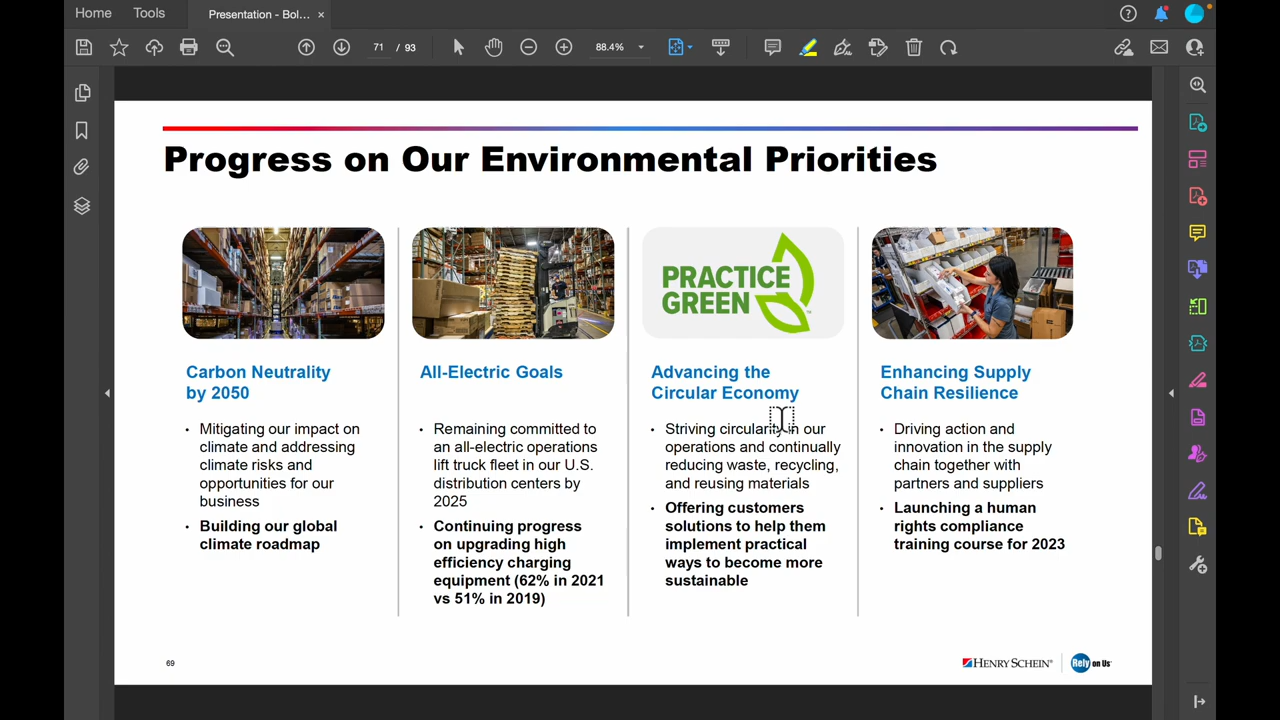 Home
Tools
Presentation - Bol... ×
71 / 93
88.4%
Progress on Our Environmental Priorities
PRACTICE
GREEN
Carbon Neutrality
by 2050
• Mitigating our impact on
climate and addressing
climate risks and
opportunities for our
business
• Building our global
climate roadmap
All-Electric Goals
• Remaining committed to
an all-electric operations
lift truck fleet in our U.S.
distribution centers by
2025
• Continuing progress
on upgrading high
efficiency charging
equipment (62% in 2021
vs 51% in 2019)
Advancing the
Circular Economy
• Striving circularity in our
operations and continually
reducing waste, recycling,
and reusing materials
• Offering customers
solutions to help them
implement practical
ways to become more
sustainable
Enhancing Supply
Chain Resilience
• Driving action and
innovation in the supply
chain together with
partners and suppliers
• Launching a human
rights compliance
training course for 2023
69
HENRY SCHEIN®
Rely on Us